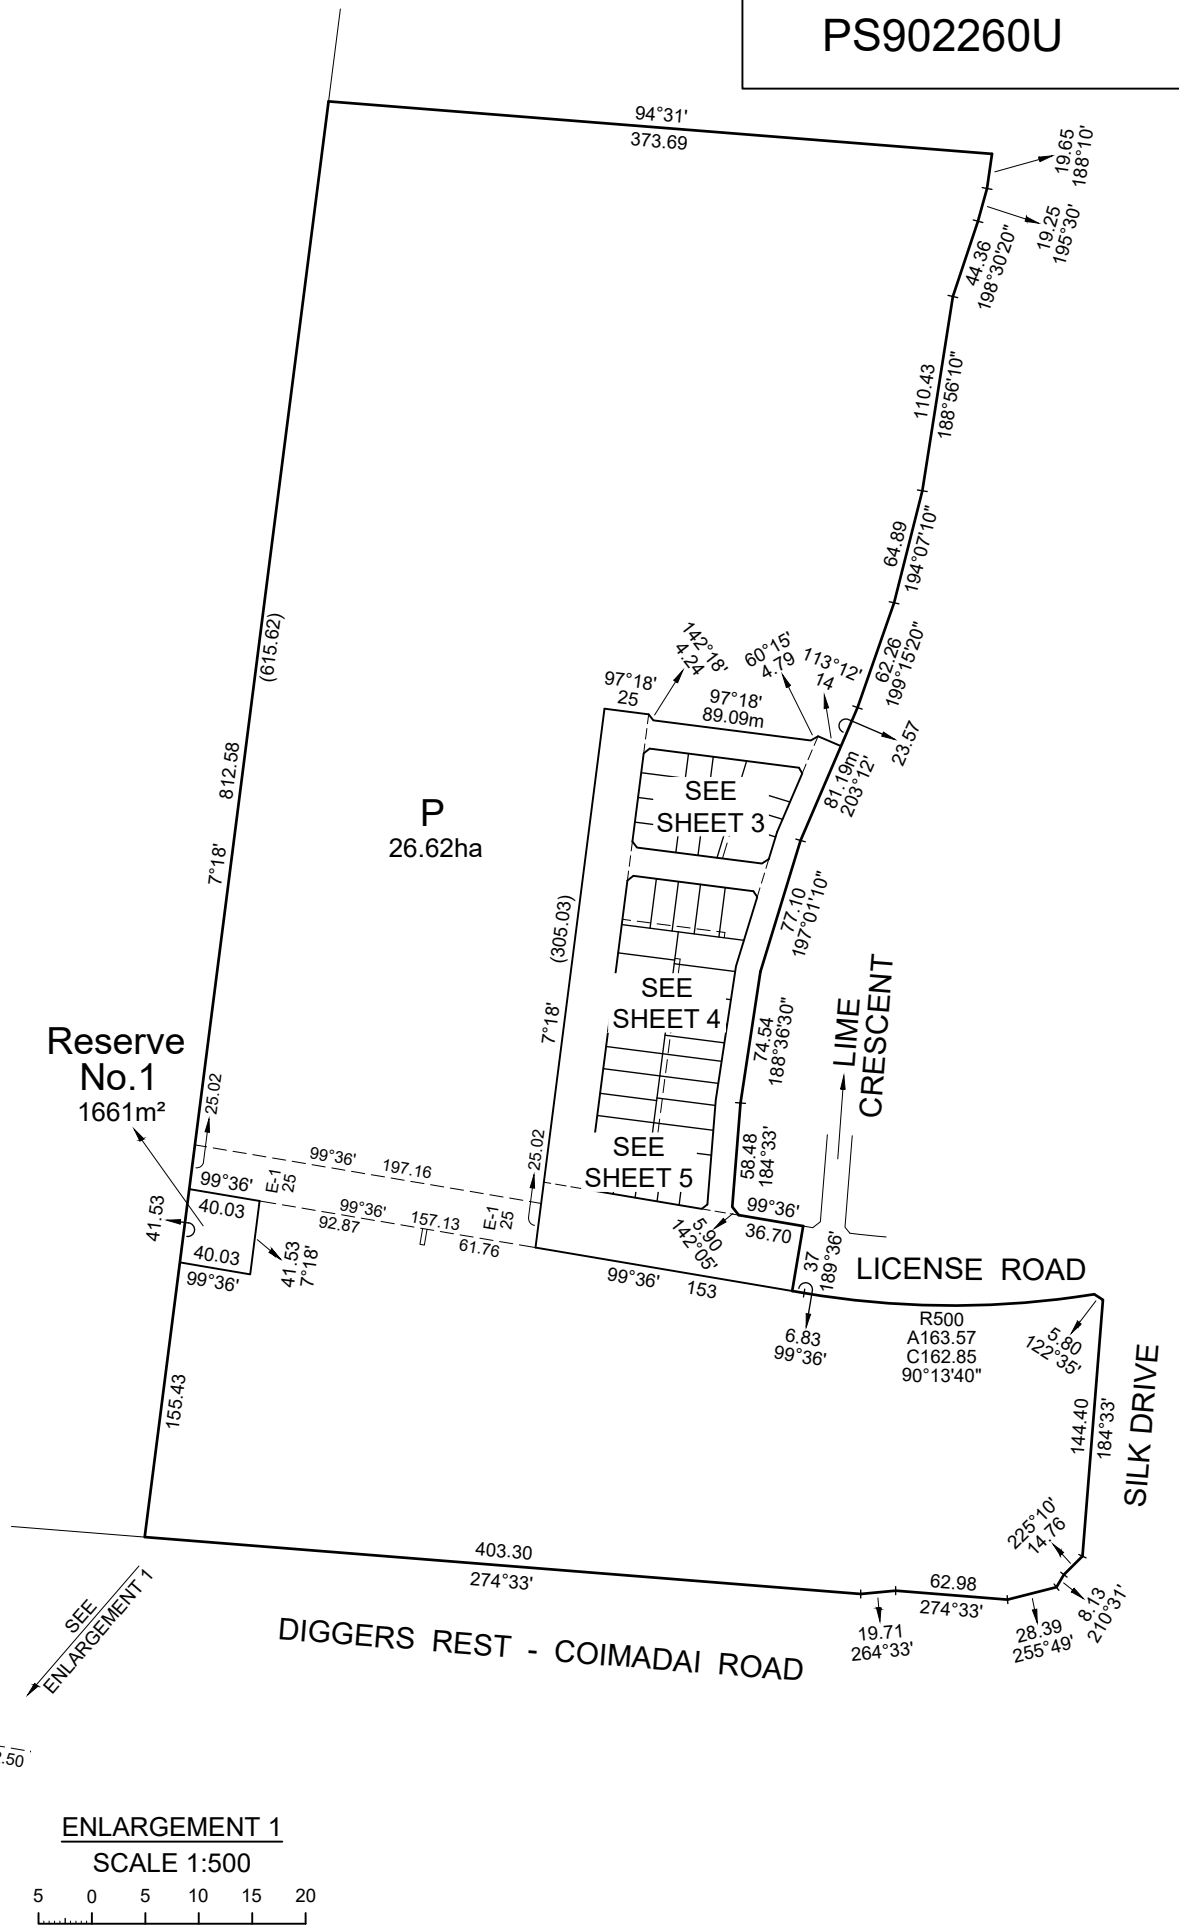 PS902260U
94°31'
373.69
19.65
188°10'
19.25
195°30'
44.36
198°30'20"
110.43
188°56'10"
64.89
194°07'10"
62.26
199°15'20"
23.57
81.19m
203°12'
142°18'
4.24
60°15'
4.79
113°12'
14
97°18'
25
97°18'
89.09m
(615.62)
812.58
7°18'
P
26.62ha
SEE
SHEET 3
77.10
197°01'10"
(305.03)
7°18'
SEE
SHEET 4
74.54
188°36'30"
LIME
CRESCENT
Reserve
No.1
1661m²
25.02
99°36'
197.16
25.02
SEE
SHEET 5
58.48
184°33'
99°36'
40.03
E-1
25
99°36'
92.87
157.13
61.76
E-1
25
41.53
40.03
99°36'
41.53
7°18'
99°36'
153
5.90
142°05'
99°36'
36.70
37
189°36'
LICENSE ROAD
6.83
99°36'
R500
A163.57
C162.85
90°13'40"
5.80
122°35'
155.43
144.40
184°33'
SILK DRIVE
225°10'
14.76
403.30
274°33'
62.98
274°33'
8.13
210°31'
19.71
264°33'
28.39
255°49'
SEE
ENLARGEMENT 1
DIGGERS REST - COIMADAI ROAD
.50
ENLARGEMENT 1
SCALE 1:500
5 0 5 10 15 20